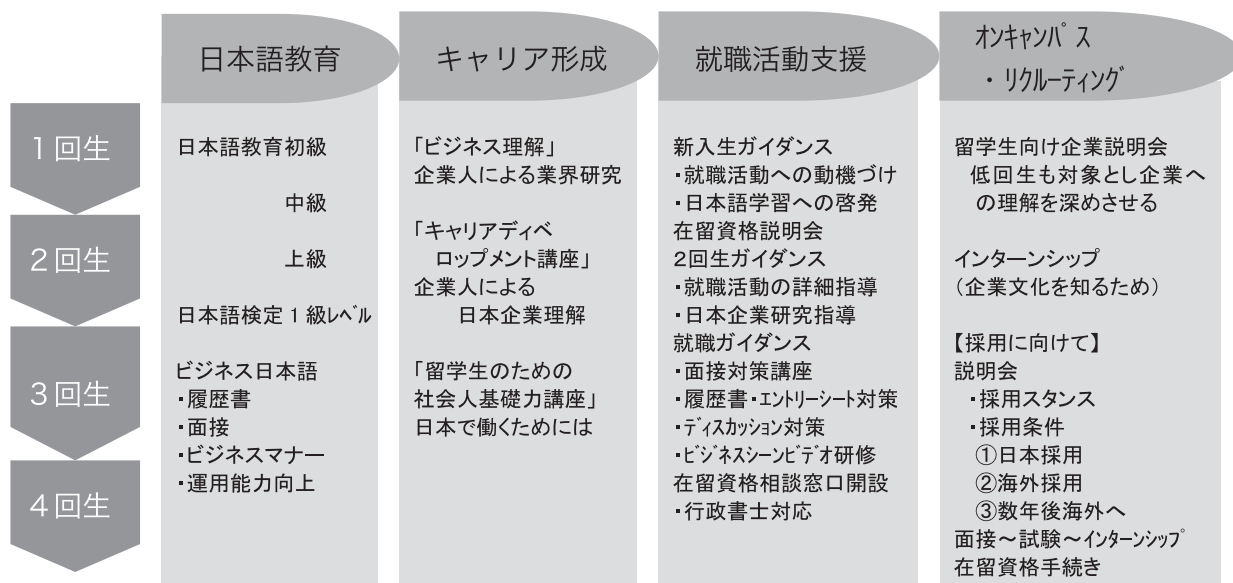 日本語教育
キャリア形成
就職活動支援
オンキャンパス
・リクルーティング
1回生
2回生
3回生
4回生
日本語教育初級
中級
上級
日本語検定1級レベル
ビジネス日本語
・履歴書
・面接
・ビジネスマナー
・運用能力向上
「ビジネス理解」
企業人による業界研究
「キャリアディベ
ロップメント講座」
企業人による
日本企業理解
「留学生のための
社会人基礎力講座」
日本で働くためには
新入生ガイダンス
・就職活動への動機づけ
・日本語学習への啓発
在留資格説明会
2回生ガイダンス
・就職活動の詳細指導
・日本企業研究指導
就職ガイダンス
・面接対策講座
・履歴書・エントリーシート対策
・ディスカッション対策
・ビジネスシーンビデオ研修
在留資格相談窓口開設
・行政書士対応
留学生向け企業説明会
低回生も対象とし企業へ
の理解を深めさせる
インターンシップ
(企業文化を知るため)
【採用に向けて】
説明会
・採用スタンス
・採用条件
①日本採用
②海外採用
③数年後海外へ
面接～試験～インターンシップ
在留資格手続き